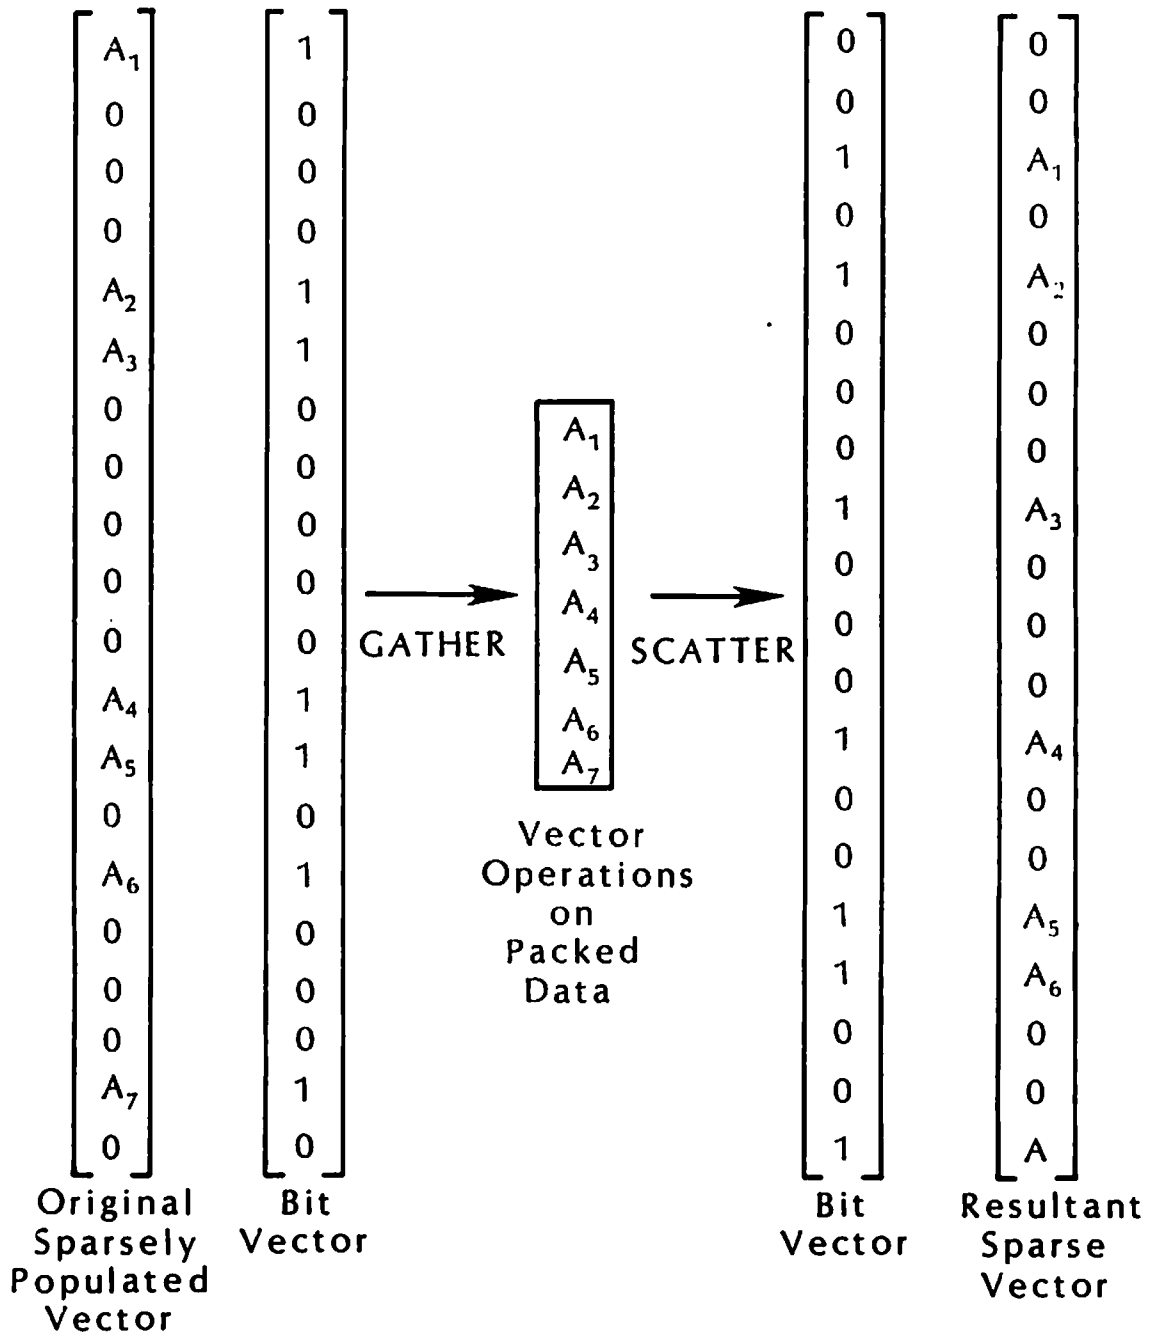 A₁ 1 0 0
0 0 0 0
0 0 1 A₁
0 0 0 0
A₂ 1 1 A₂
A₃ 1 0 0
0 0 0 0
0 0 0 0
0 0 1 A₃
0 0 0 0
0 0 0 0
A₄ 1 0 0
A₅ 1 1 A₄
0 0 0 0
A₆ 1 0 0
0 0 1 A₅
0 0 1 A₆
0 0 0 0
A₇ 1 0 0
0 0 1 A
A₁
A₂
A₃
A₄
A₅
A₆
A₇
GATHER
SCATTER
Vector
Operations
on
Packed
Data
Original
Sparsely
Populated
Vector
Bit
Vector
Bit
Vector
Resultant
Sparse
Vector